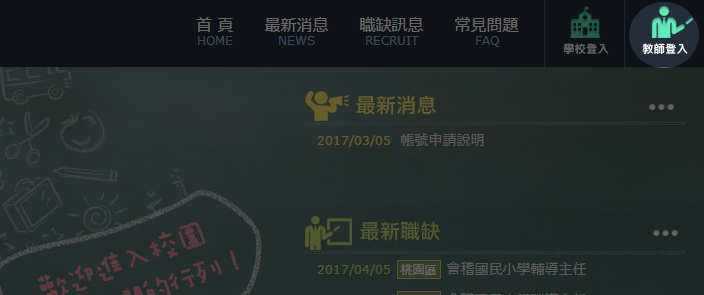 首 頁 最新消息 職缺訊息 常見問題
HOME NEWS RECRUIT FAQ
學校登入 教師登入
最新消息
2017/03/05 帳號申請說明
歡迎進入校園
的行列！
最新職缺
2017/04/05 桃園區 會稽國民小學輔導主任